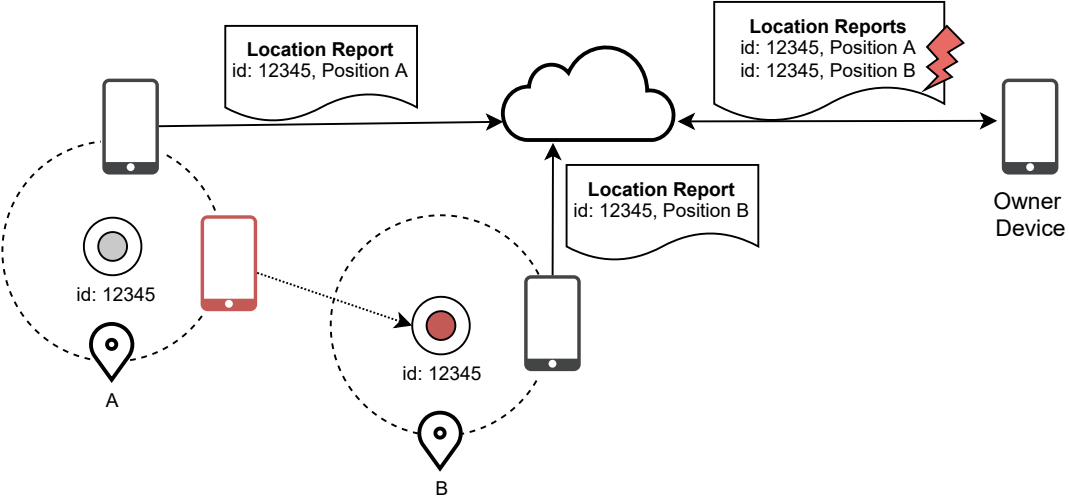 Location Report
id: 12345, Position A
Location Reports
id: 12345, Position A
id: 12345, Position B
Location Report
id: 12345, Position B
Owner
Device
id: 12345
A
id: 12345
B